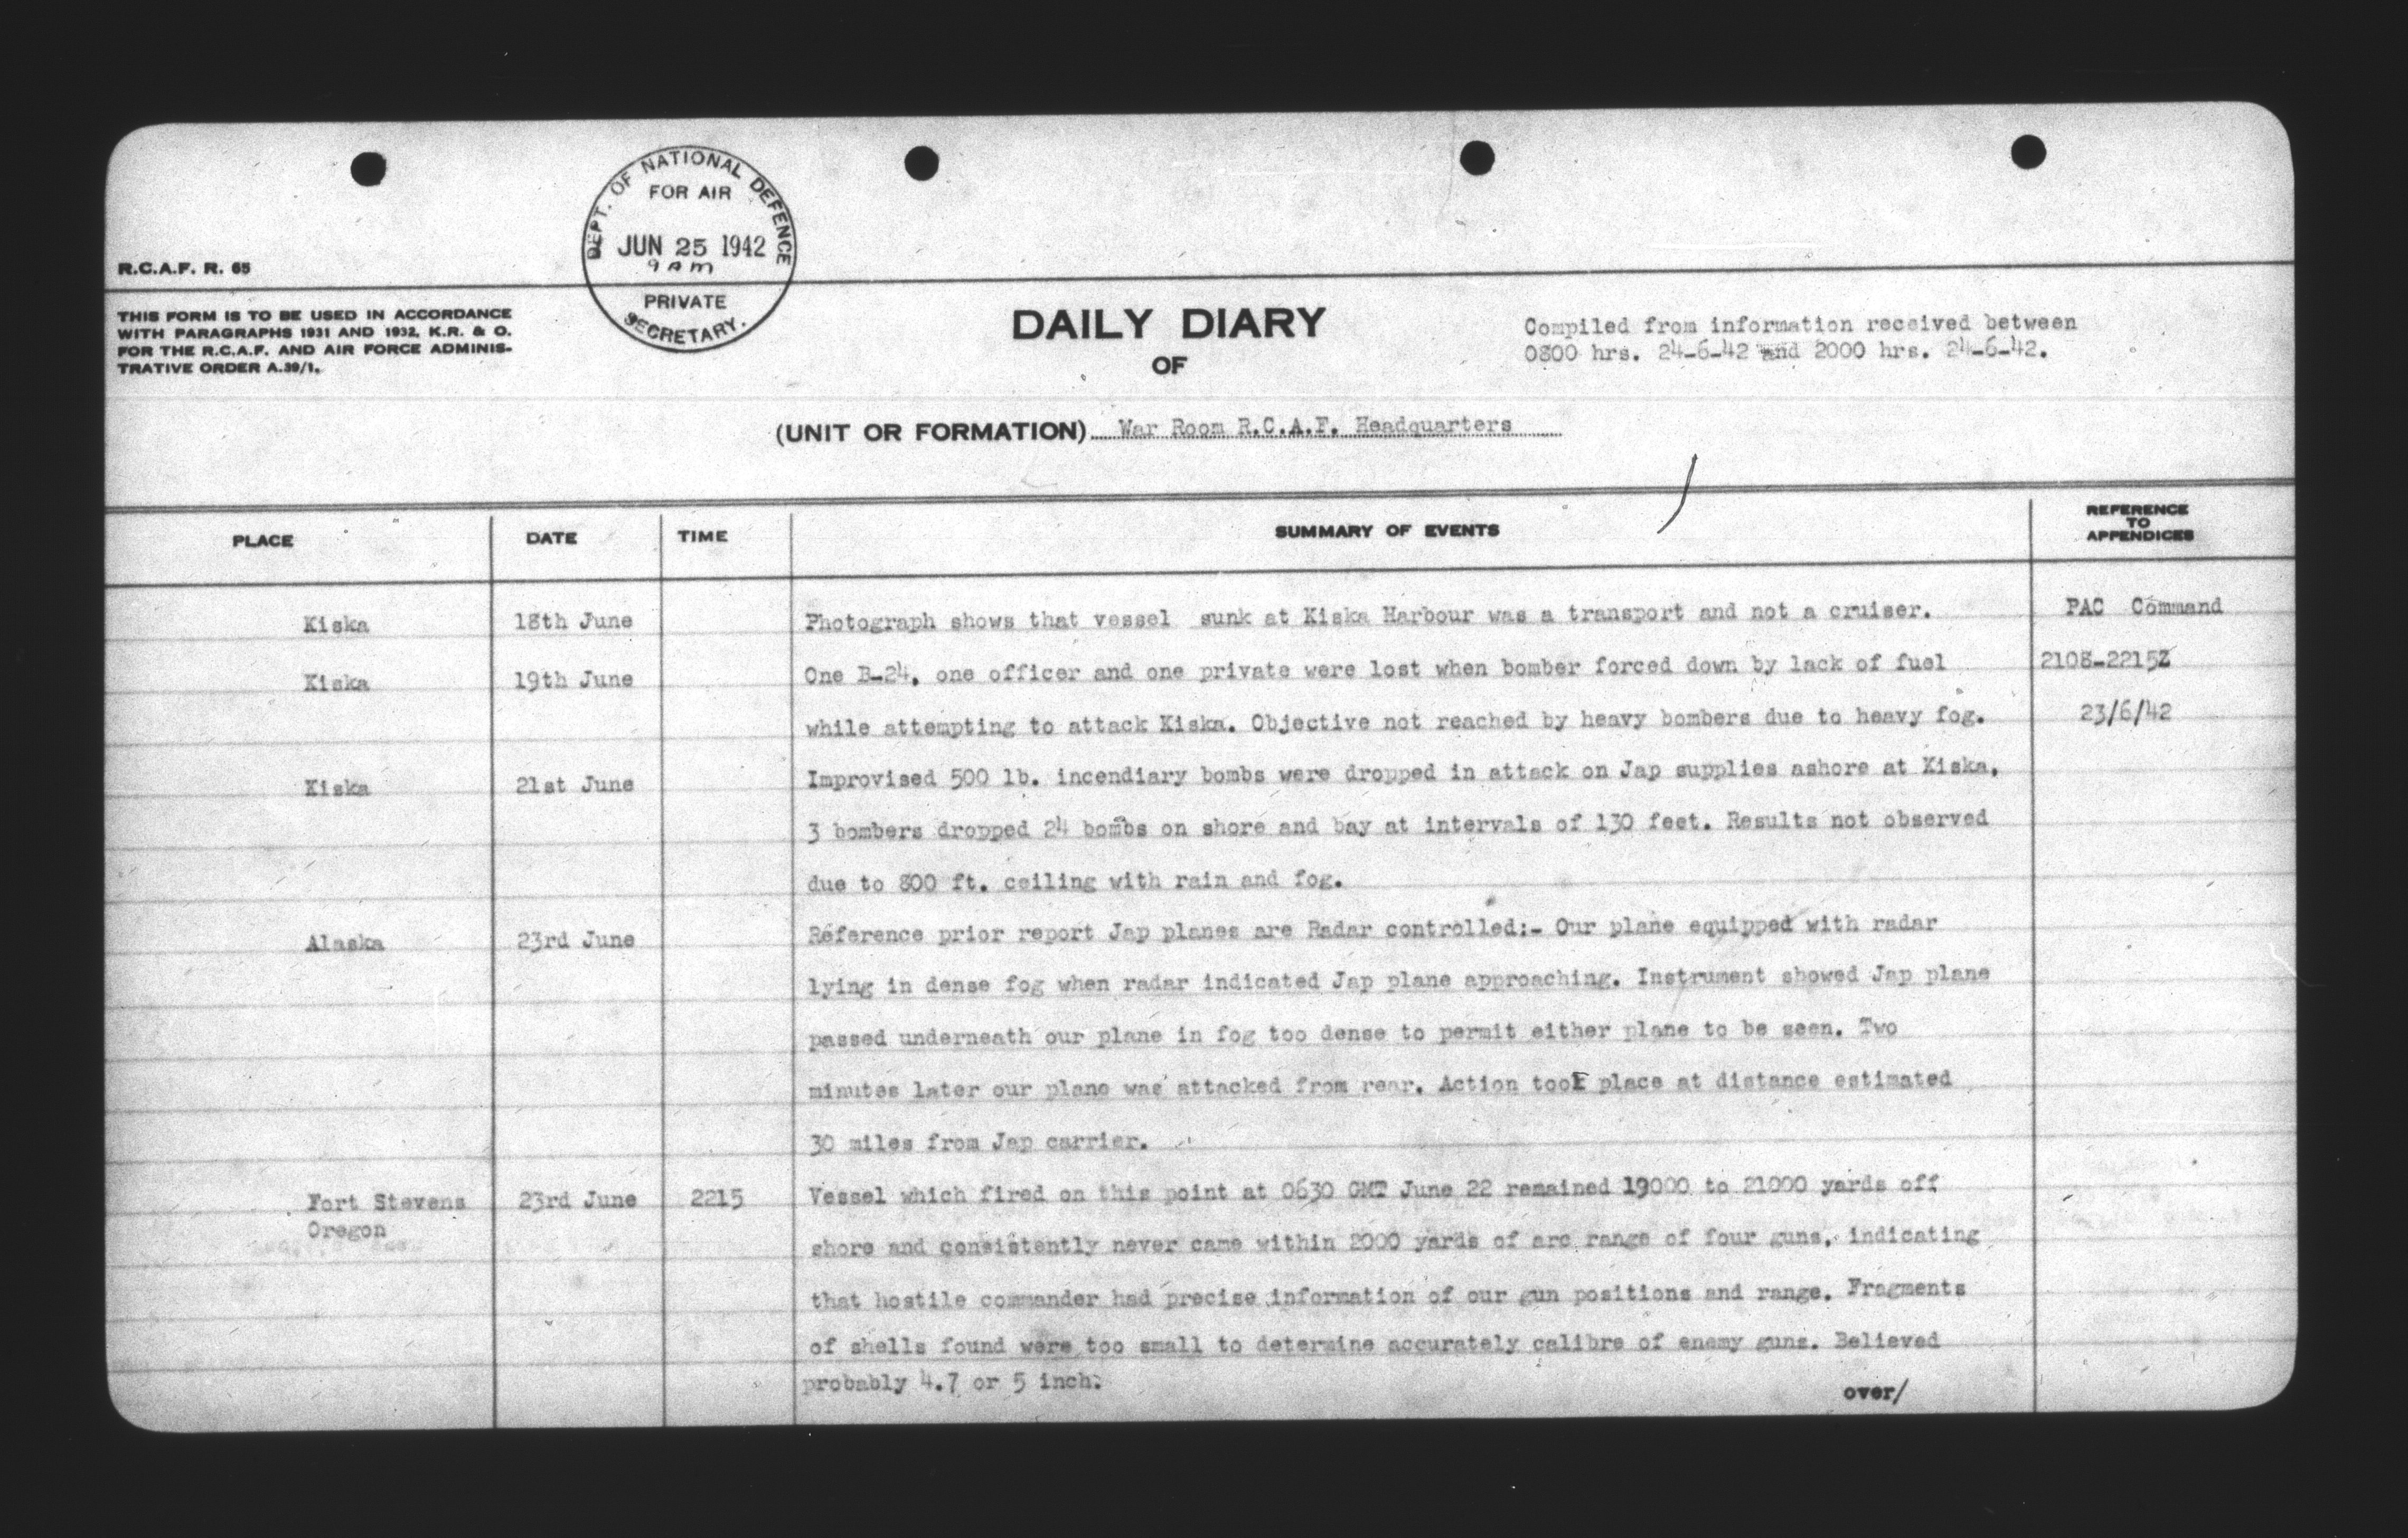 DEPT. OF NATIONAL DEFENCE
FOR AIR
JUN 25 1942
9 AM
PRIVATE
SECRETARY.
R.C.A.F. R. 65
THIS FORM IS TO BE USED IN ACCORDANCE
WITH PARAGRAPHS 1931 AND 1932, K.R. & O.
FOR THE R.C.A.F. AND AIR FORCE ADMINIS-
TRATIVE ORDER A.39/1.
DAILY DIARY
OF
Compiled from information received between
0800 hrs. 24-6-42 and 2000 hrs. 24-6-42.
(UNIT OR FORMATION) War Room R.C.A.F. Headquarters
PLACE DATE TIME SUMMARY OF EVENTS REFERENCE
TO
APPENDICES
Kiska 18th June Photograph shows that vessel sunk at Kiska Harbour was a transport and not a cruiser. PAC Command
Kiska 19th June One B-24, one officer and one private were lost when bomber forced down by lack of fuel 2108-2215Z
while attempting to attack Kiska. Objective not reached by heavy bombers due to heavy fog. 23/6/42
Kiska 21st June Improvised 500 lb. incendiary bombs were dropped in attack on Jap supplies ashore at Kiska.
3 bombers dropped 24 bombs on shore and bay at intervals of 130 feet. Results not observed
due to 800 ft. ceiling with rain and fog.
Alaska 23rd June Reference prior report Jap planes are Radar controlled:- Our plane equipped with radar
lying in dense fog when radar indicated Jap plane approaching. Instrument showed Jap plane
passed underneath our plane in fog too dense to permit either plane to be seen. Two
minutes later our plane was attacked from rear. Action took place at distance estimated
30 miles from Jap carrier.
Fort Stevens 23rd June 2215 Vessel which fired on this point at 0630 GMT June 22 remained 19000 to 21000 yards off
Oregon
shore and consistently never came within 2000 yards of arc range of four guns, indicating
that hostile commander had precise information of our gun positions and range. Fragments
of shells found were too small to determine accurately calibre of enemy guns. Believed
probably 4.7 or 5 inch.
over/